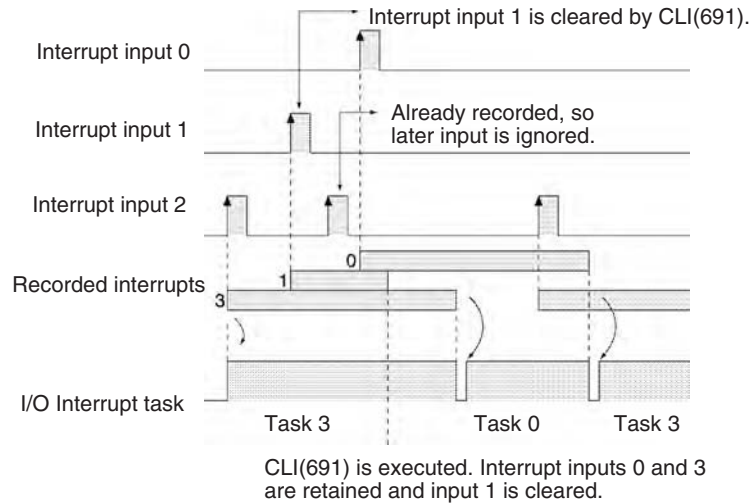 Interrupt input 1 is cleared by CLI(691).
Interrupt input 0
Interrupt input 1
Already recorded, so
later input is ignored.
Interrupt input 2
0
Recorded interrupts
1
3
I/O Interrupt task
Task 3
Task 0
Task 3
CLI(691) is executed. Interrupt inputs 0 and 3
are retained and input 1 is cleared.